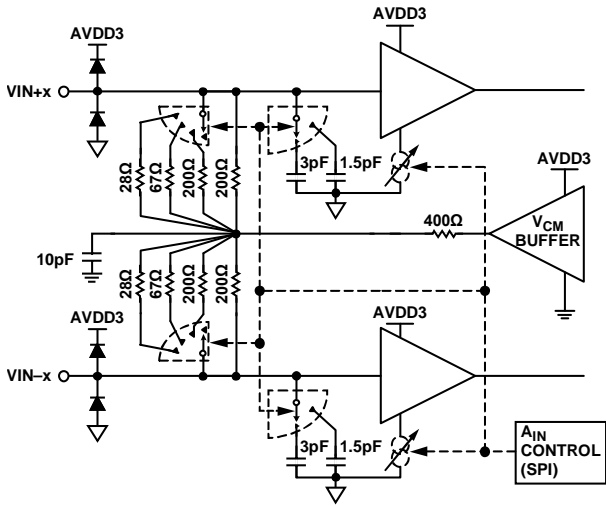 AVDD3
AVDD3
VIN+x
28Ω
67Ω
200Ω
200Ω
3pF
1.5pF
AVDD3
400Ω
VCM
BUFFER
10pF
28Ω
67Ω
200Ω
200Ω
AVDD3
AVDD3
VIN–x
3pF
1.5pF
AIN
CONTROL
(SPI)